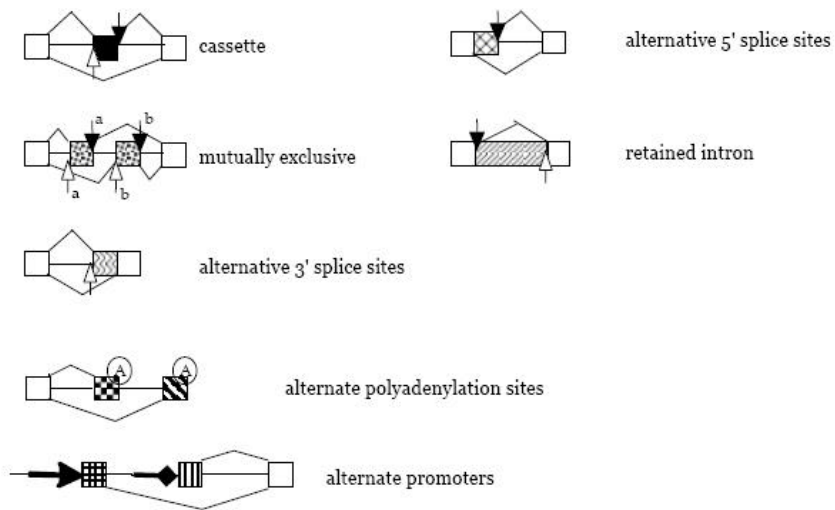 cassette
alternative 5' splice sites
a
b
mutually exclusive
a
b
retained intron
alternative 3' splice sites
A
A
alternate polyadenylation sites
alternate promoters